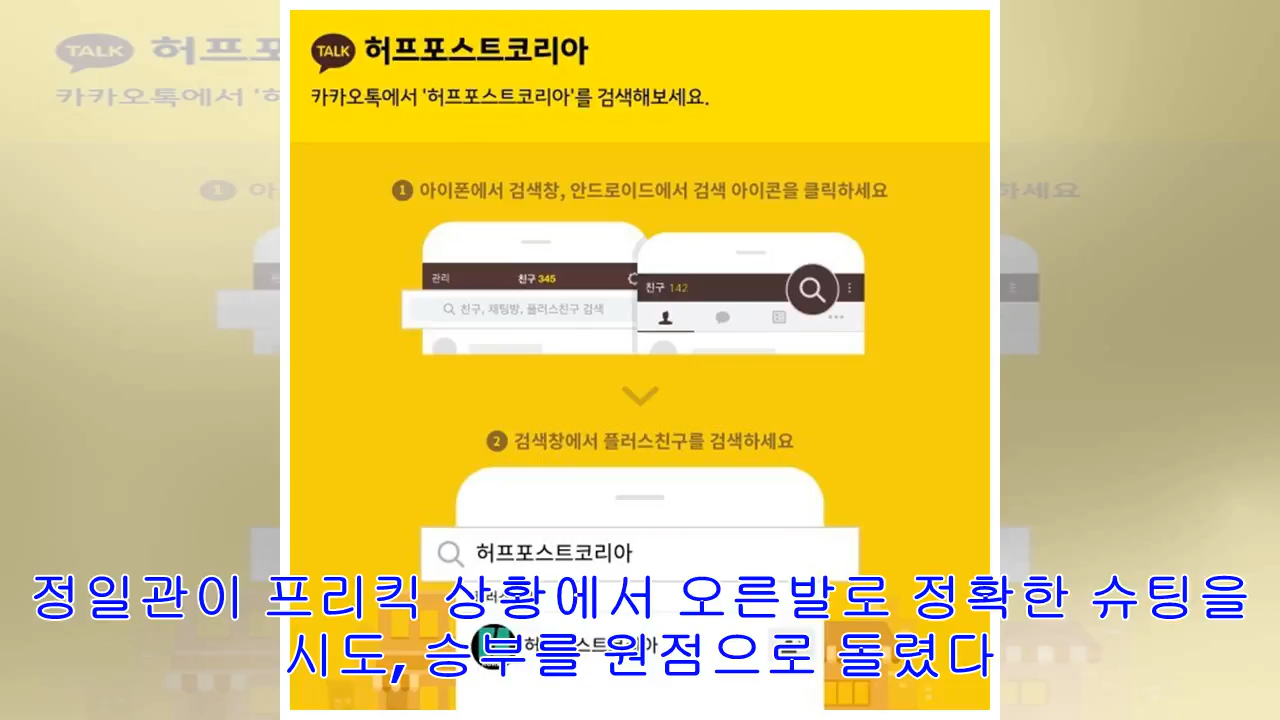 TALK 허프포스트코리아
카카오톡에서 '허프포스트코리아'를 검색해보세요.
1 아이폰에서 검색창, 안드로이드에서 검색 아이콘을 클릭하세요
관리 친구 345
친구 142
친구, 채팅방, 플러스친구 검색
2 검색창에서 플러스친구를 검색하세요
허프포스트코리아
정일관이 프리킥 상황에서 오른발로 정확한 슈팅을
시도, 승부를 원점으로 돌렸다